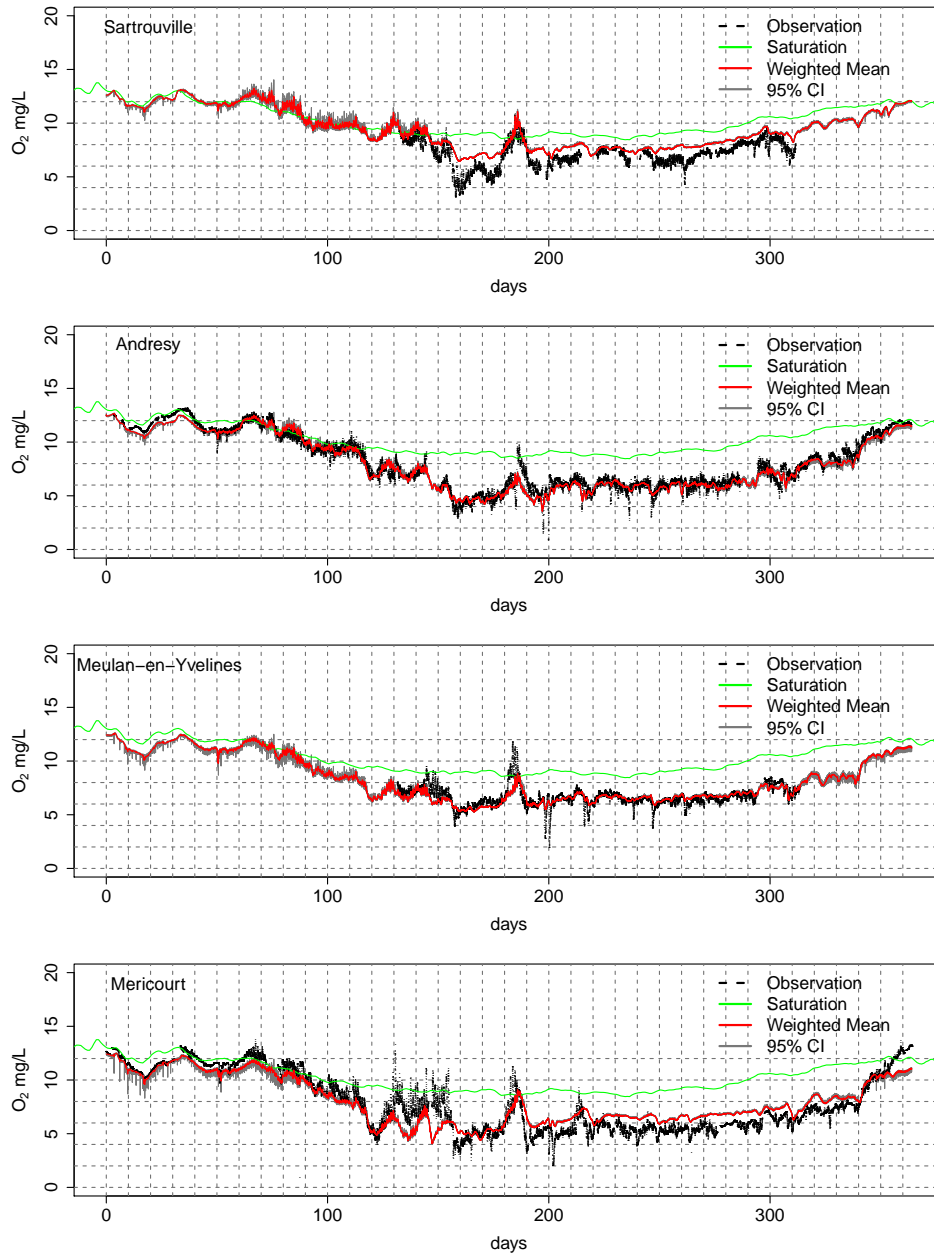 Sartrouville
Observation
Saturation
Weighted Mean
95% CI
O2 mg/L
0 5 10 15 20
0 100 200 300
days
Andresy
Observation
Saturation
Weighted Mean
95% CI
O2 mg/L
0 5 10 15 20
0 100 200 300
days
Meulan−en−Yvelines
Observation
Saturation
Weighted Mean
95% CI
O2 mg/L
0 5 10 15 20
0 100 200 300
days
Mericourt
Observation
Saturation
Weighted Mean
95% CI
O2 mg/L
0 5 10 15 20
0 100 200 300
days